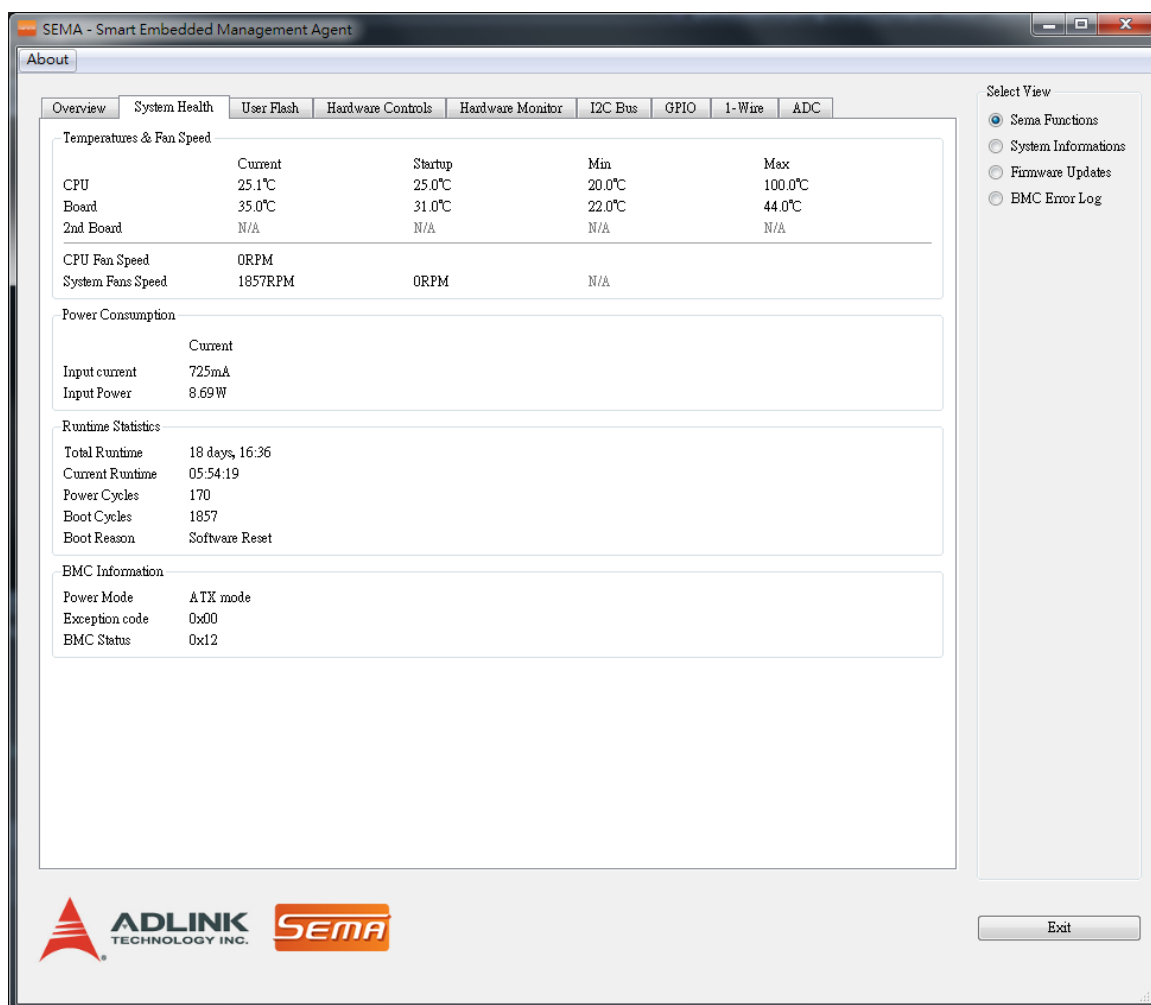 SEMA - Smart Embedded Management Agent
About
Overview System Health User Flash Hardware Controls Hardware Monitor I2C Bus GPIO 1-Wire ADC
Temperatures & Fan Speed
Current Startup Min Max
CPU 25.1°C 25.0°C 20.0°C 100.0°C
Board 35.0°C 31.0°C 22.0°C 44.0°C
2nd Board N/A N/A N/A N/A
CPU Fan Speed 0RPM
System Fans Speed 1857RPM 0RPM N/A
Power Consumption
Current
Input current 725mA
Input Power 8.69W
Runtime Statistics
Total Runtime 18 days, 16:36
Current Runtime 05:54:19
Power Cycles 170
Boot Cycles 1857
Boot Reason Software Reset
BMC Information
Power Mode ATX mode
Exception code 0x00
BMC Status 0x12
Select View
Sema Functions
System Informations
Firmware Updates
BMC Error Log
ADLINK
TECHNOLOGY INC.
SEMA
Exit